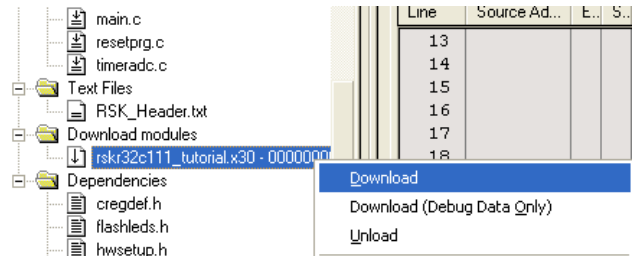 main.c
resetprg.c
timeradc.c
Text Files
RSK_Header.txt
Download modules
rskr32c111_tutorial.x30 - 0000000
Dependencies
cregdef.h
flashleds.h
hwsetup.h
Line Source Ad... E.. S..
13
14
15
16
17
18
Download
Download (Debug Data Only)
Unload